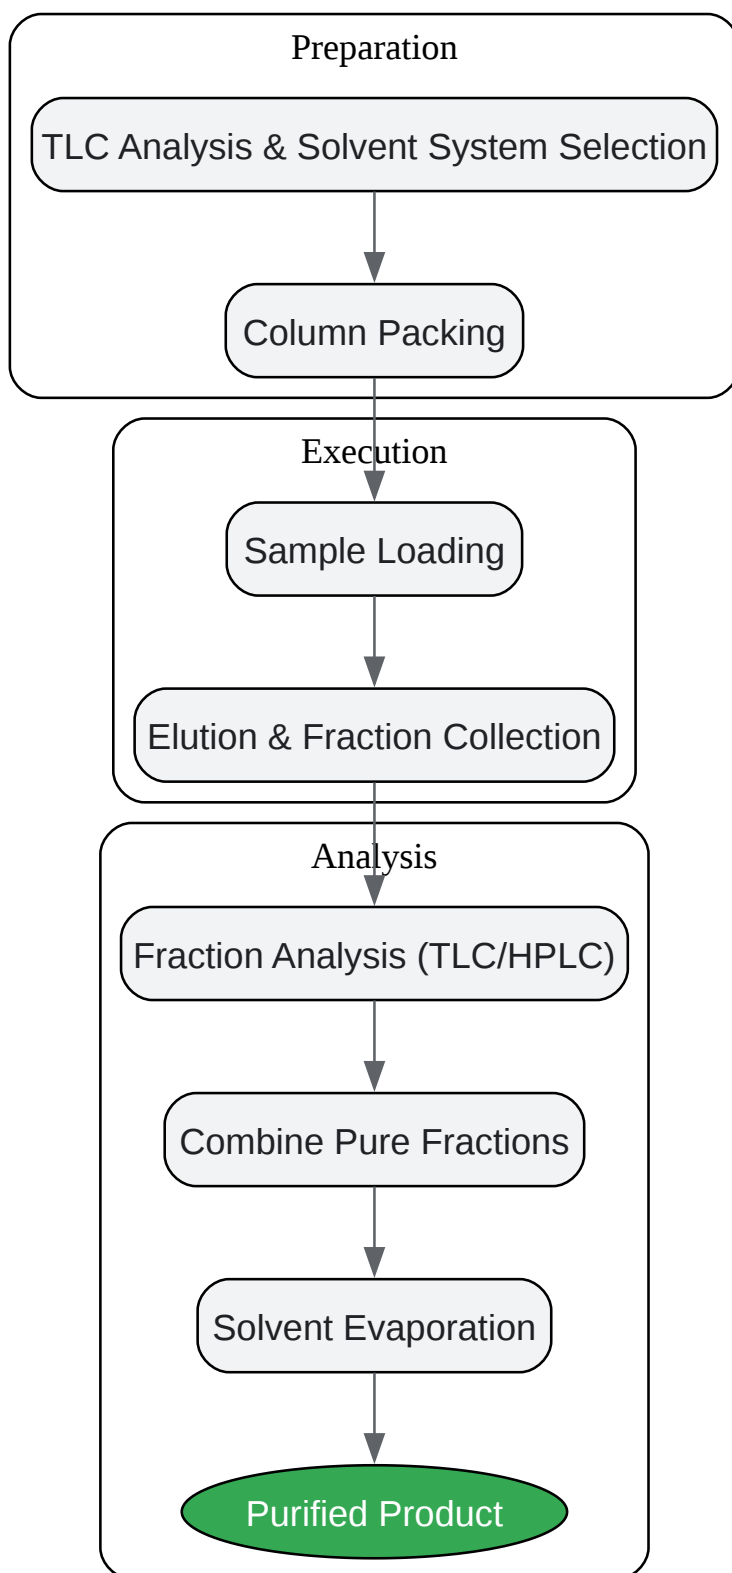 Preparation
TLC Analysis & Solvent System Selection
Column Packing
Execution
Sample Loading
Elution & Fraction Collection
Analysis
Fraction Analysis (TLC/HPLC)
Combine Pure Fractions
Solvent Evaporation
Purified Product